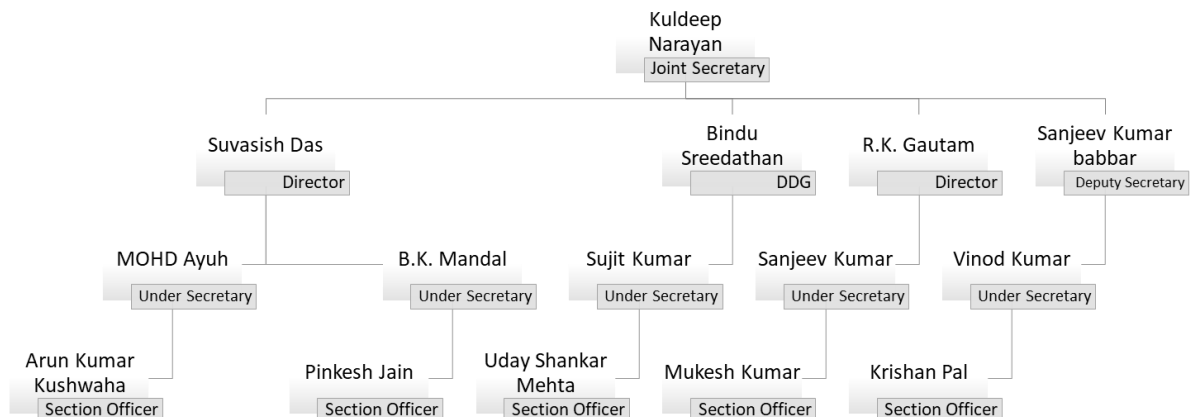 Kuldeep
Narayan
Joint Secretary
Suvasish Das
Director
Bindu
Sreedathan
DDG
R.K. Gautam
Director
Sanjeev Kumar
babbar
Deputy Secretary
MOHD Ayuh
Under Secretary
B.K. Mandal
Under Secretary
Sujit Kumar
Under Secretary
Sanjeev Kumar
Under Secretary
Vinod Kumar
Under Secretary
Arun Kumar
Kushwaha
Section Officer
Pinkesh Jain
Section Officer
Uday Shankar
Mehta
Section Officer
Mukesh Kumar
Section Officer
Krishan Pal
Section Officer